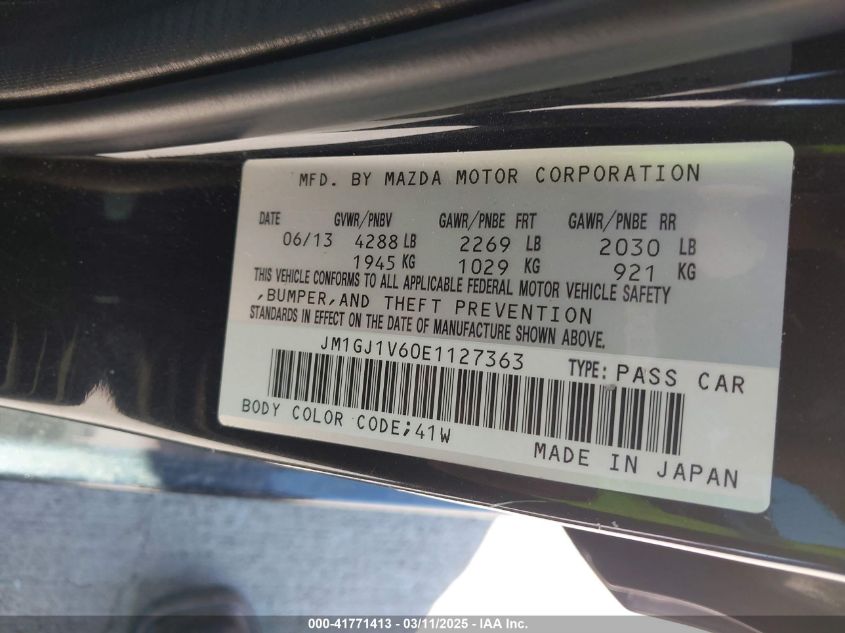 MFD. BY MAZDA MOTOR CORPORATION
DATE GVWR/PNBV GAWR/PNBE FRT GAWR/PNBE RR
06/13 4288 LB 2269 LB 2030 LB
1945 KG 1029 KG 921 KG
THIS VEHICLE CONFORMS TO ALL APPLICABLE FEDERAL MOTOR VEHICLE SAFETY
,BUMPER,AND THEFT PREVENTION
STANDARDS IN EFFECT ON THE DATE OF MANUFACTURE SHOWN ABOVE.
JM1GJ1V60E1127363 TYPE: PASS CAR
BODY COLOR CODE;41W
MADE IN JAPAN
000-41771413 - 03/11/2025 - IAA Inc.